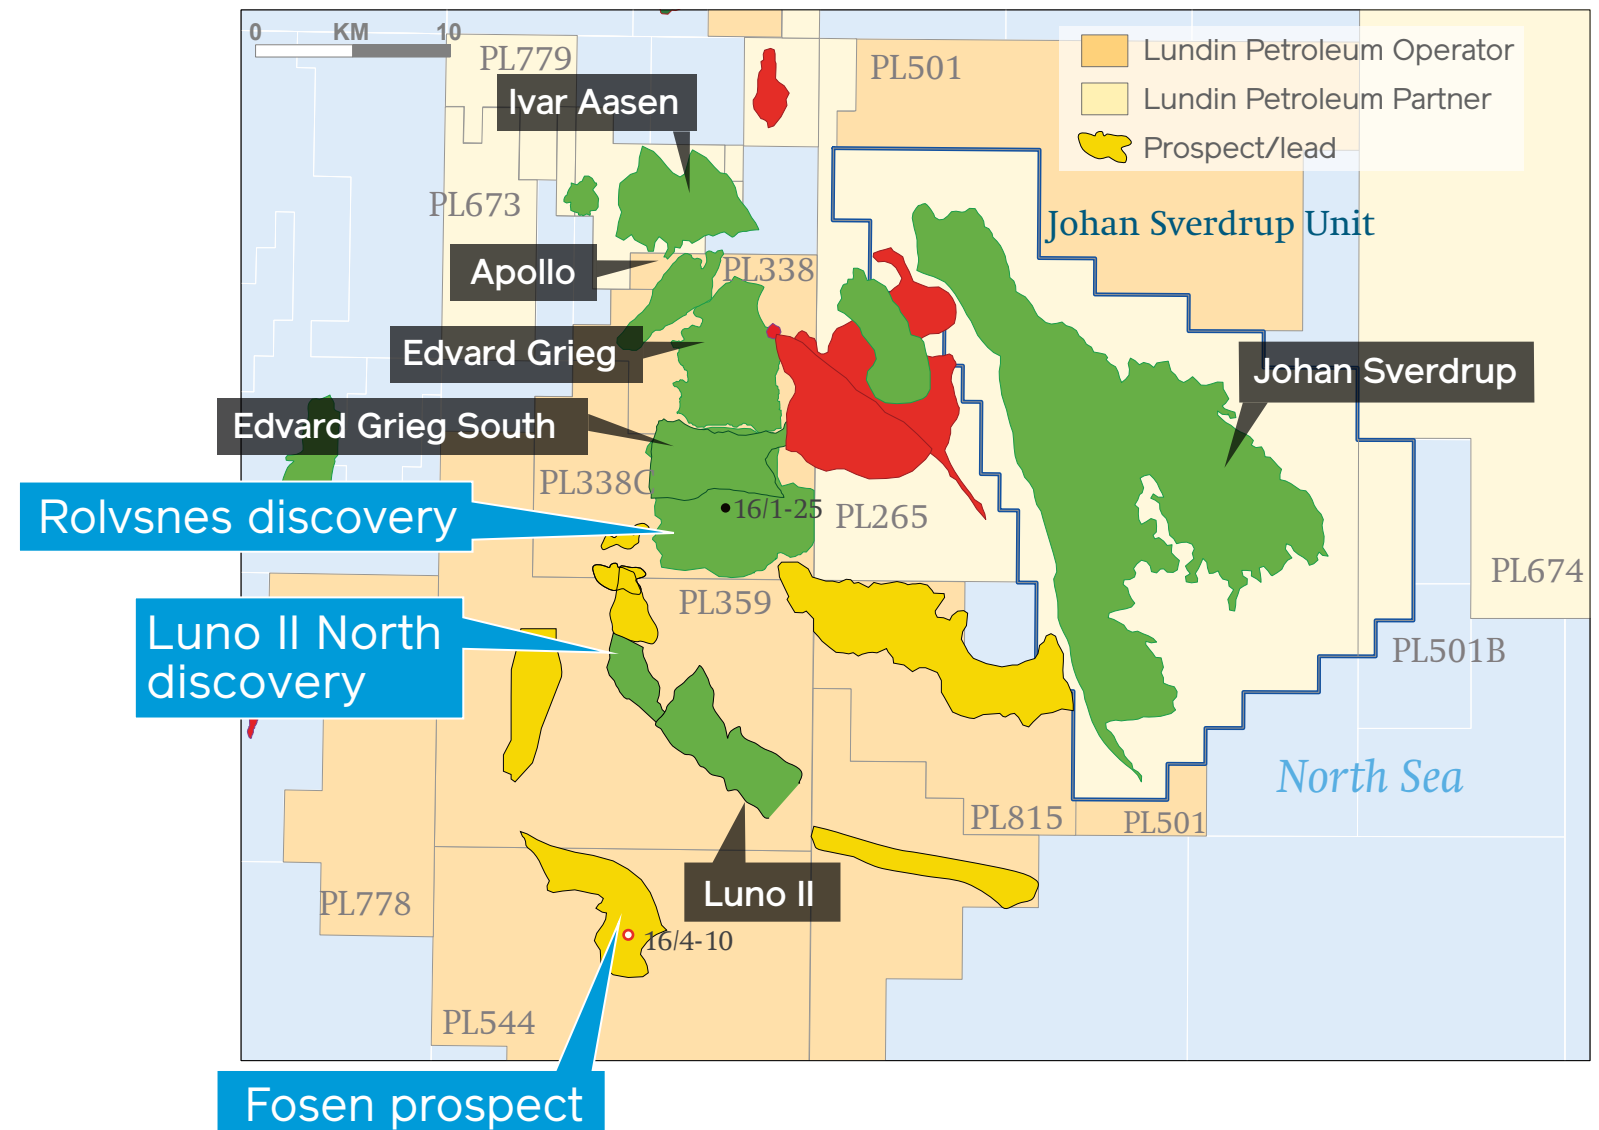 0 KM 10
PL779
PL501
Lundin Petroleum Operator
Lundin Petroleum Partner
Prospect/lead
Ivar Aasen
PL673
Johan Sverdrup Unit
Apollo
PL338
Edvard Grieg
Johan Sverdrup
Edvard Grieg South
PL338C
16/1-25
PL265
Rolvsnes discovery
PL674
PL359
Luno II North
discovery
PL501B
North Sea
PL815
PL501
Luno II
PL778
16/4-10
PL544
Fosen prospect